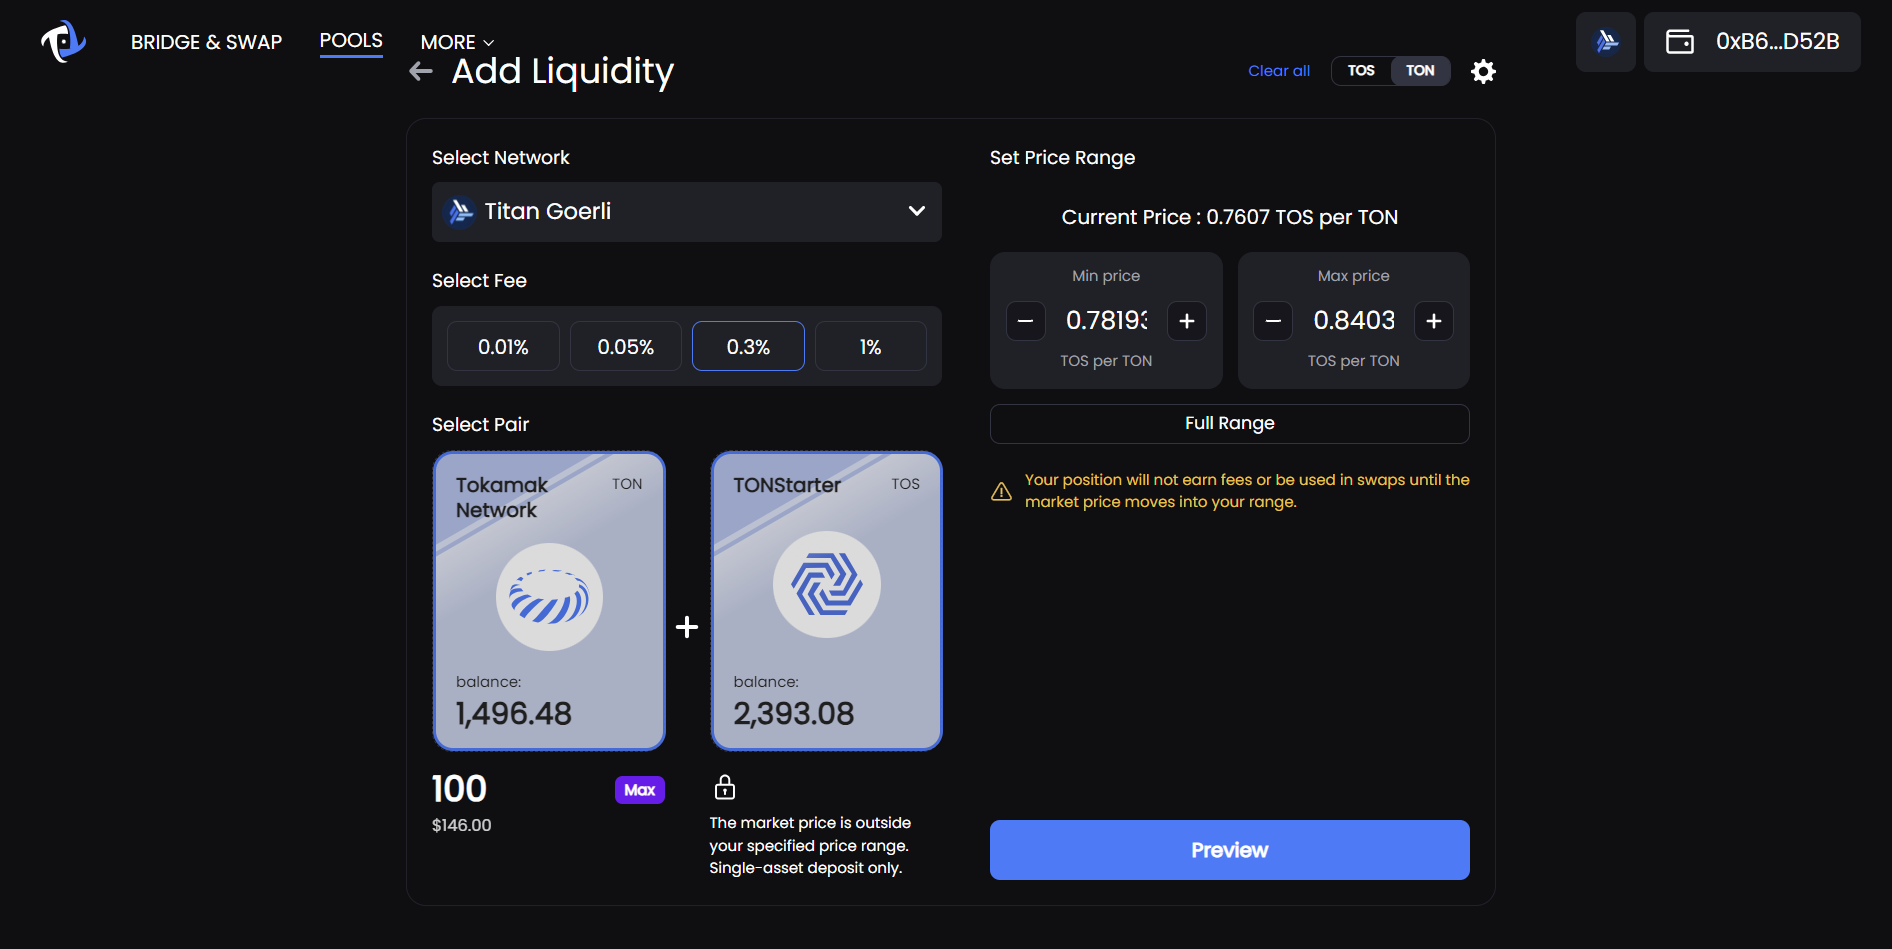 BRIDGE & SWAP
POOLS
MORE
0xB6...D52B
Add Liquidity
Clear all
TOS
TON
Select Network
Titan Goerli
Select Fee
0.01%
0.05%
0.3%
1%
Select Pair
Tokamak
Network
TON
balance:
1,496.48
TONStarter
TOS
balance:
2,393.08
100
Max
$146.00
The market price is outside
your specified price range.
Single-asset deposit only.
Set Price Range
Current Price : 0.7607 TOS per TON
Min price
0.7819
TOS per TON
Max price
0.8403
TOS per TON
Full Range
Your position will not earn fees or be used in swaps until the
market price moves into your range.
Preview